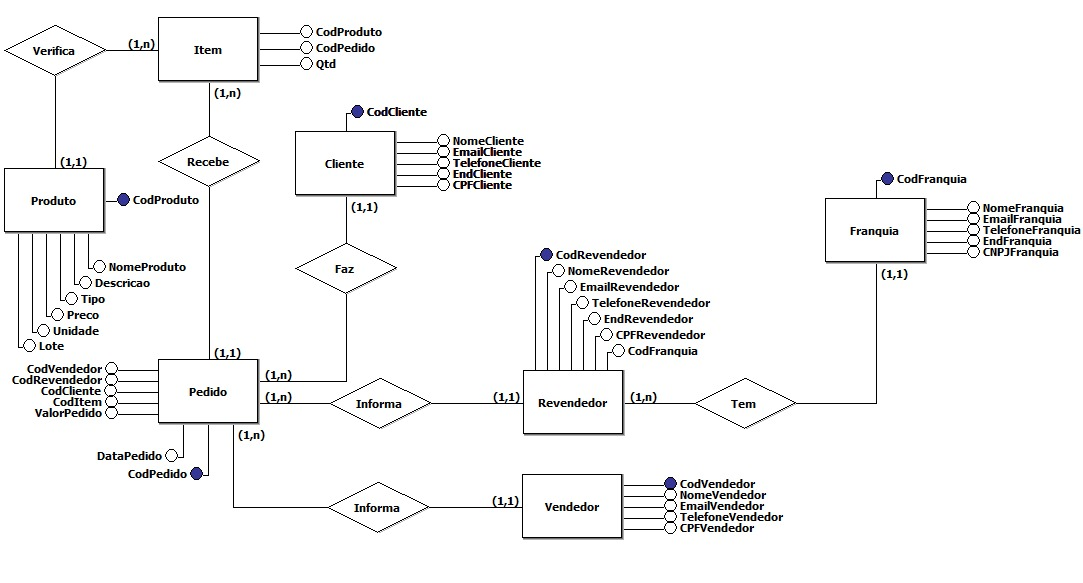 Verifica
(1,n)
Item
CodProduto
CodPedido
Qtd
(1,n)
Recebe
(1,1)
Produto
CodProduto
NomeProduto
Descricao
Tipo
Preco
Unidade
Lote
CodCliente
Cliente
NomeCliente
EmailCliente
TelefoneCliente
EndCliente
CPFCliente
(1,1)
Faz
CodFranquia
Franquia
NomeFranquia
EmailFranquia
TelefoneFranquia
EndFranquia
CNPJFranquia
(1,1)
CodRevendedor
NomeRevendedor
EmailRevendedor
TelefoneRevendedor
EndRevendedor
CPFRevendedor
CodFranquia
(1,1)
CodVendedor
CodRevendedor
CodCliente
CodItem
ValorPedido
Pedido
(1,n)
(1,n)
Informa
(1,1)
Revendedor
(1,n)
Tem
(1,n)
DataPedido
CodPedido
Informa
(1,1)
Vendedor
CodVendedor
NomeVendedor
EmailVendedor
TelefoneVendedor
CPFVendedor